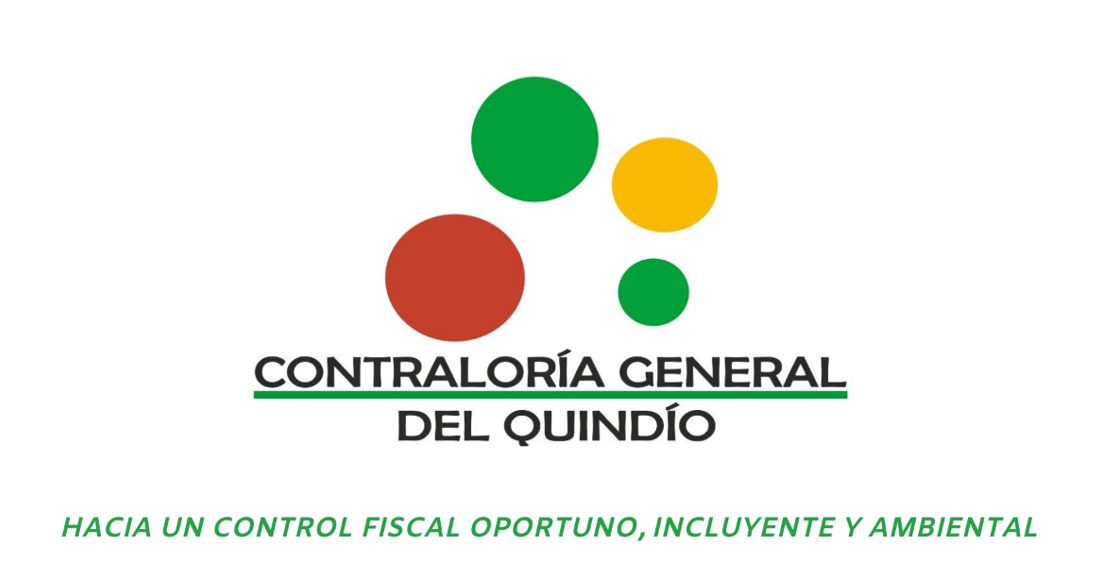 CONTRALORÍA GENERAL
DEL QUINDÍO
HACIA UN CONTROL FISCAL OPORTUNO, INCLUYENTE Y AMBIENTAL